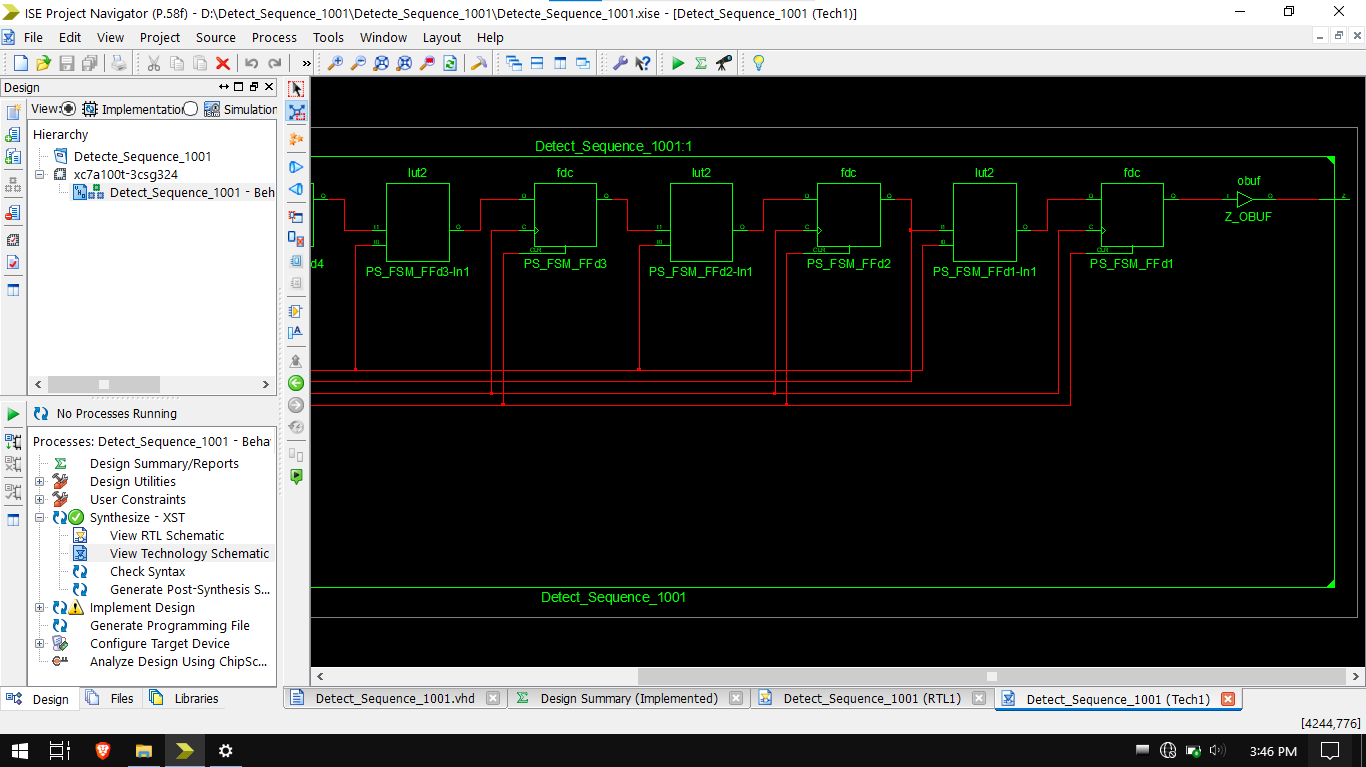 ISE Project Navigator (P.58f) - D:\Detect_Sequence_1001\Detecte_Sequence_1001\Detecte_Sequence_1001.xise - [Detect_Sequence_1001 (Tech1)]
File Edit View Project Source Process Tools Window Layout Help
Design
View: Implementation Simulation
Hierarchy
Detecte_Sequence_1001
xc7a100t-3csg324
Detect_Sequence_1001 - Beh
No Processes Running
Processes: Detect_Sequence_1001 - Beha
Design Summary/Reports
Design Utilities
User Constraints
Synthesize - XST
View RTL Schematic
View Technology Schematic
Check Syntax
Generate Post-Synthesis S...
Implement Design
Generate Programming File
Configure Target Device
Analyze Design Using ChipSc...
Design Files Libraries
Detect_Sequence_1001:1
lut2 fdc lut2 fdc lut2 fdc obuf
Z_OBUF
d4 PS_FSM_FFd3-In1 PS_FSM_FFd3 PS_FSM_FFd2-In1 PS_FSM_FFd2 PS_FSM_FFd1-In1 PS_FSM_FFd1
Detect_Sequence_1001
Detect_Sequence_1001.vhd Design Summary (Implemented) Detect_Sequence_1001 (RTL1) Detect_Sequence_1001 (Tech1)
[4244,776]
3:46 PM